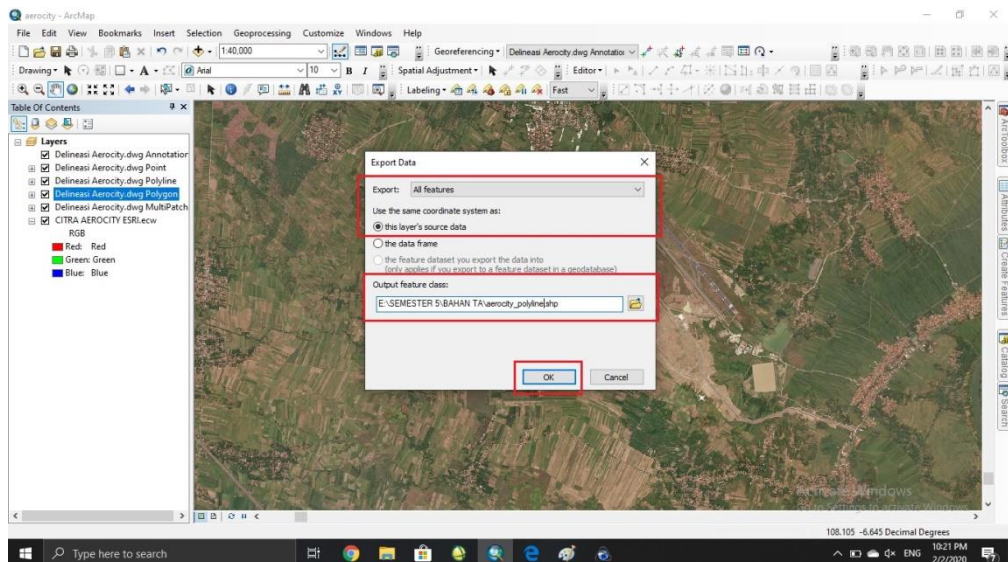 aerocity - ArcMap
File Edit View Bookmarks Insert Selection Geoprocessing Customize Windows Help
1:40,000 Georeferencing Delineasi Aerocity.dwg Annotatio
Drawing A Arial 10 B I Spatial Adjustment Editor
Labeling Fast
Table Of Contents
Layers
Delineasi Aerocity.dwg Annotation
Delineasi Aerocity.dwg Point
Delineasi Aerocity.dwg Polyline
Delineasi Aerocity.dwg Polygon
Delineasi Aerocity.dwg MultiPatch
CITRA AEROCITY ESRI.ecw
RGB
Red: Red
Green: Green
Blue: Blue
Export Data
Export: All features
Use the same coordinate system as:
this layer's source data
the data frame
the feature dataset you export the data into
(only applies if you export to a feature dataset in a geodatabase)
Output feature class:
E:\SEMESTER 5\BAHAN TA\aerocity_polyline.shp
OK Cancel
ArcToolbox
Attributes
Create Features
Catalog
Search
Activate Windows
Go to Settings to activate Windows
108.105 -6.645 Decimal Degrees
Type here to search
ENG
10:21 PM
2/2/2020